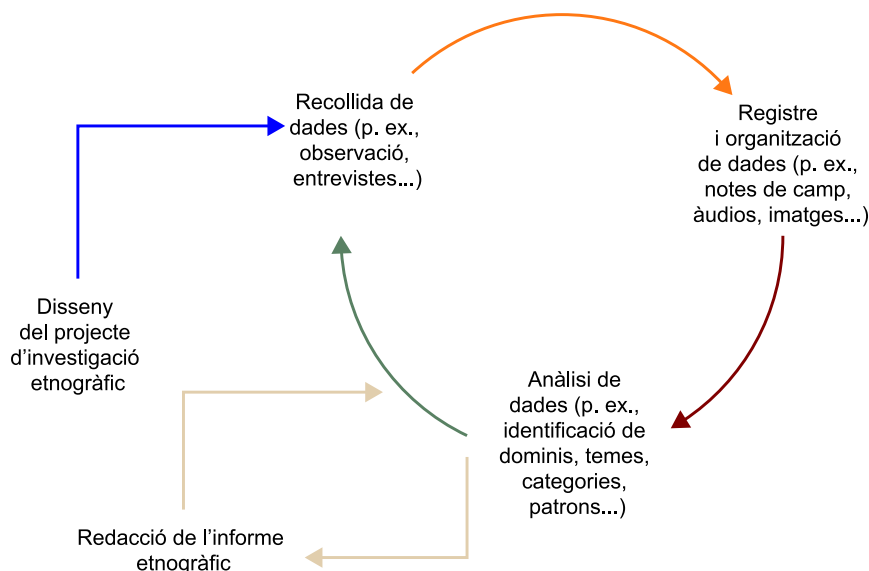 Recollida de
dades (p. ex.,
observació,
entrevistes...)
Registre
i organització
de dades (p. ex.,
notes de camp,
àudios, imatges...)
Disseny
del projecte
d’investigació
etnogràfic
Anàlisi de
dades (p. ex.,
identificació de
dominis, temes,
categories,
patrons...)
Redacció de l’informe
etnogràfic